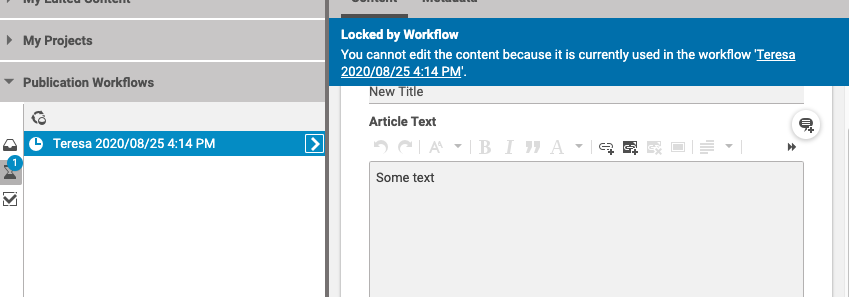 My Edited Content
My Projects
Publication Workflows
Teresa 2020/08/25 4:14 PM
1
Content Metadata
Locked by Workflow
You cannot edit the content because it is currently used in the workflow 'Teresa
2020/08/25 4:14 PM'.
New Title
Article Text
A B I A
Some text